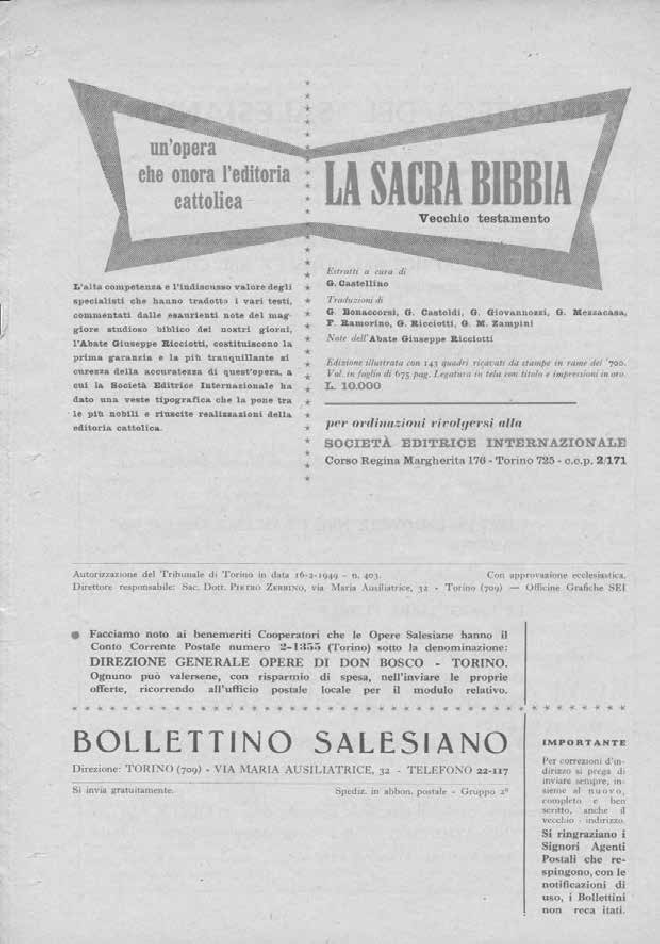 un'opera
che onora l'editoria
cattolica
LA SACRA BIBBIA
Vecchio testamento
L'alta competenza e l'indiscusso valore degli
specialisti che hanno tradotto i vari testi,
commentati dalle esaurienti note del mag-
giore studioso biblico dei nostri giorni,
l'Abate Giuseppe Ricciotti, costituiscono la
prima garanzia e la più tranquillante si
curezza della accuratezza di quest'opera, a
cui la Società Editrice Internazionale ha
dato una veste tipografica che la pone tra
le più nobili e riuscite realizzazioni della
editoria cattolica.
Estratti a cura di
G. Castellino
Traduzioni di
G. Bonaccorsi, G. Castoldi, G. Giovannozzi, G. Mezzacasa,
F. Ramorino, G. Ricciotti, G. M. Zampini
Note dell'Abate Giuseppe Ricciotti
Edizione illustrata con 143 quadri ricavati da stampe in rame del '700.
Vol. in foglio di 675 pag. Legatura in tela con titolo e impressioni in oro.
L. 10.000
per ordinazioni rivolgersi alla
SOCIETÀ EDITRICE INTERNAZIONALE
Corso Regina Margherita 176 - Torino 725 - c.c.p. 2/171
Autorizzazione del Tribunale di Torino in data 16-2-1949 - n. 403. Con approvazione ecclesiastica.
Direttore responsabile: Sac. Dott. PIETRO ZERBINO, via Maria Ausiliatrice, 32 - Torino (709) — Officine Grafiche SEI
● Facciamo noto ai benemeriti Cooperatori che le Opere Salesiane hanno il
Conto Corrente Postale numero 2-1355 (Torino) sotto la denominazione:
DIREZIONE GENERALE OPERE DI DON BOSCO - TORINO.
Ognuno può valersene, con risparmio di spesa, nell'inviare le proprie
offerte, ricorrendo all'ufficio postale locale per il modulo relativo.
BOLLETTINO SALESIANO
Direzione: TORINO (709) - VIA MARIA AUSILIATRICE, 32 - TELEFONO 22-117
Si invia gratuitamente. Spediz. in abbon. postale - Gruppo 2°
IMPORTANTE
Per correzioni d'in-
dirizzo si prega di
inviare sempre, in-
sieme al nuovo,
completo e ben
scritto, anche il
vecchio indirizzo.
Si ringraziano i
Signori Agenti
Postali che re-
spingono, con le
notificazioni di
uso, i Bollettini
non reca itati.